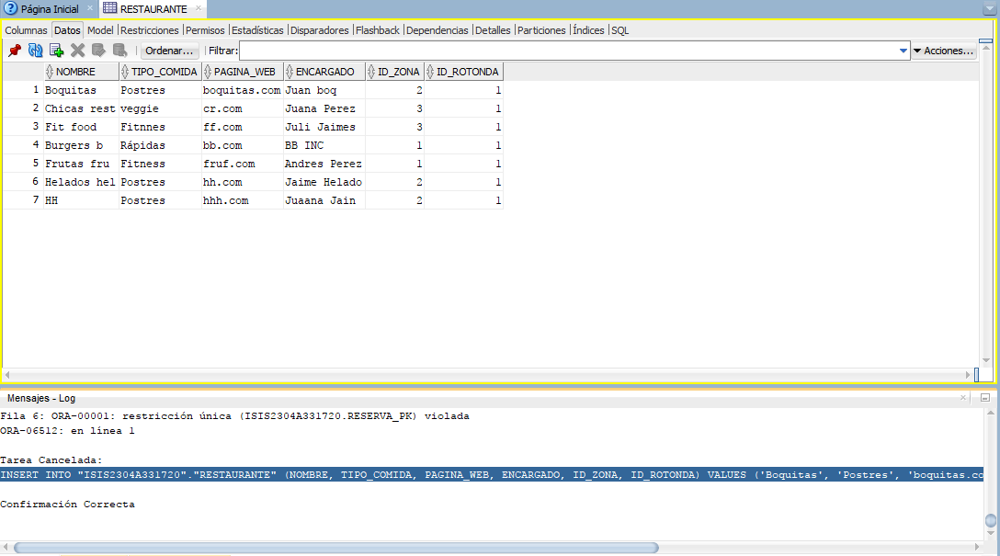 Página Inicial RESTAURANTE
Columnas Datos Model Restricciones Permisos Estadísticas Disparadores Flashback Dependencias Detalles Particiones Índices SQL
Ordenar... Filtrar: Acciones...
NOMBRE TIPO_COMIDA PAGINA_WEB ENCARGADO ID_ZONA ID_ROTONDA
1 Boquitas Postres boquitas.com Juan boq 2 1
2 Chicas rest veggie cr.com Juana Perez 3 1
3 Fit food Fitnnes ff.com Juli Jaimes 3 1
4 Burgers b Rápidas bb.com BB INC 1 1
5 Frutas fru Fitness fruf.com Andres Perez 1 1
6 Helados hel Postres hh.com Jaime Helado 2 1
7 HH Postres hhh.com Juaana Jain 2 1
Mensajes - Log
Fila 6: ORA-00001: restricción única (ISIS2304A331720.RESERVA_PK) violada
ORA-06512: en línea 1
Tarea Cancelada:
INSERT INTO "ISIS2304A331720"."RESTAURANTE" (NOMBRE, TIPO_COMIDA, PAGINA_WEB, ENCARGADO, ID_ZONA, ID_ROTONDA) VALUES ('Boquitas', 'Postres', 'boquitas.co
Confirmación Correcta